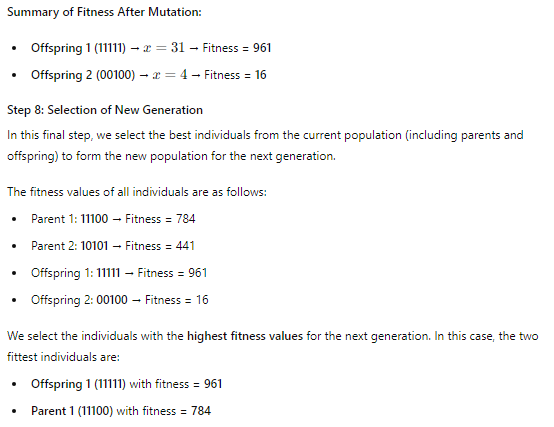 Summary of Fitness After Mutation:
• Offspring 1 (11111) → x = 31 → Fitness = 961
• Offspring 2 (00100) → x = 4 → Fitness = 16
Step 8: Selection of New Generation
In this final step, we select the best individuals from the current population (including parents and
offspring) to form the new population for the next generation.
The fitness values of all individuals are as follows:
• Parent 1: 11100 → Fitness = 784
• Parent 2: 10101 → Fitness = 441
• Offspring 1: 11111 → Fitness = 961
• Offspring 2: 00100 → Fitness = 16
We select the individuals with the highest fitness values for the next generation. In this case, the two
fittest individuals are:
• Offspring 1 (11111) with fitness = 961
• Parent 1 (11100) with fitness = 784